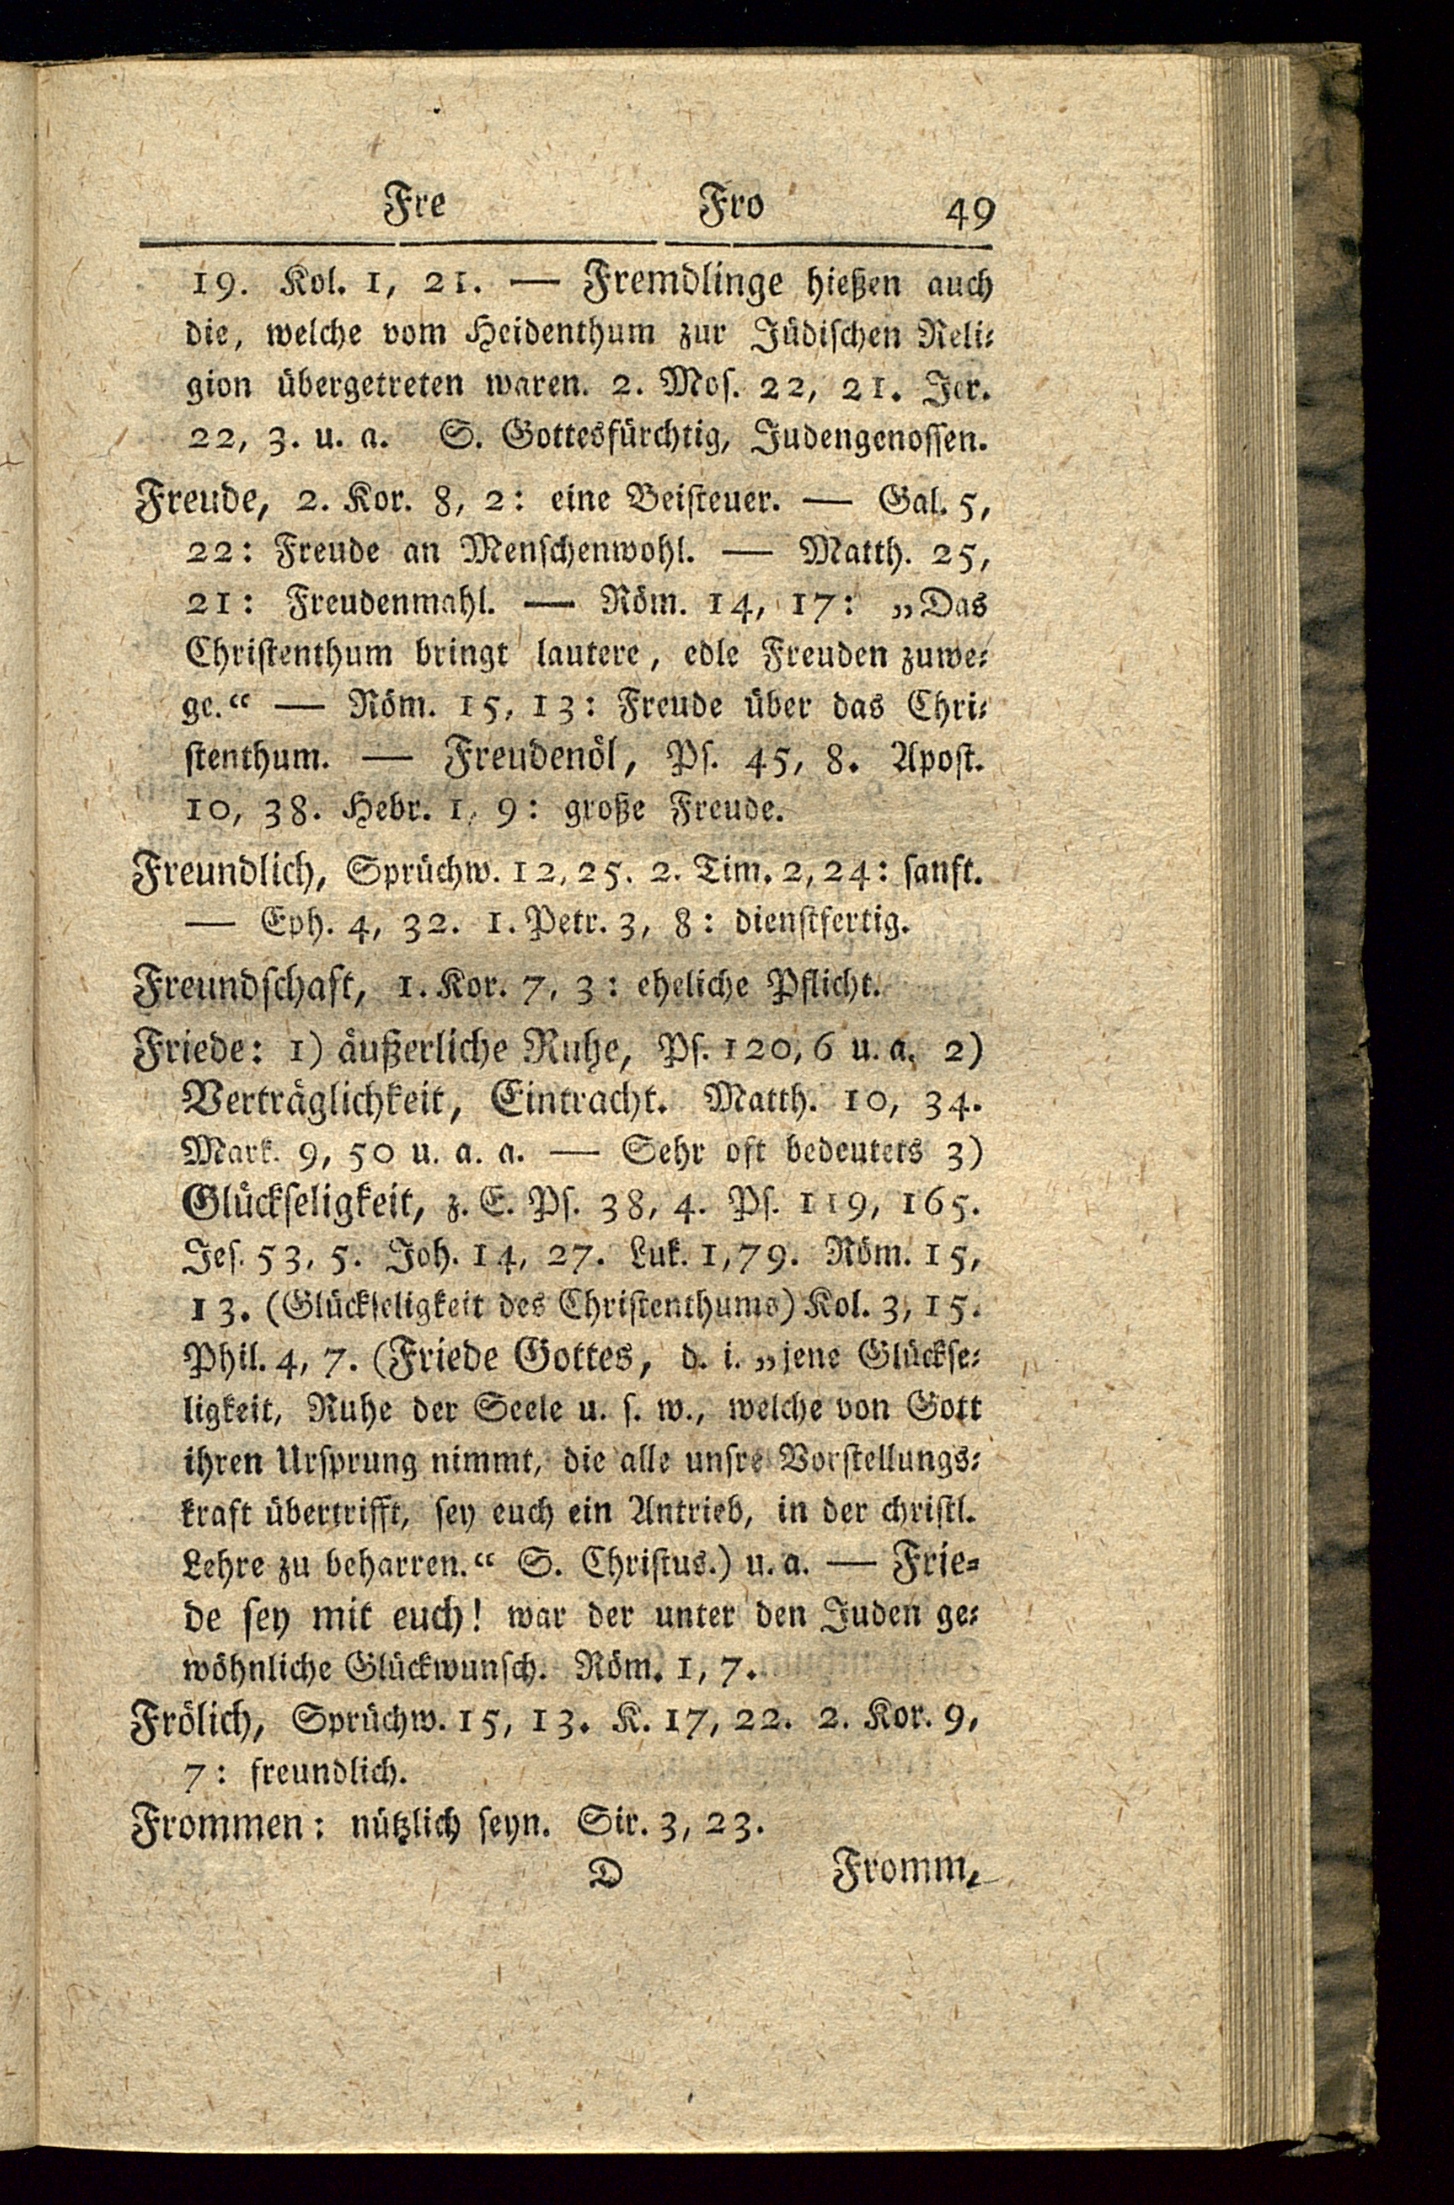 Fre Fro 49
19. Kol. 1, 21. — Fremdlinge hießen auch
die, welche vom Heidenthum zur Jüdischen Reli-
gion übergetreten waren. 2. Mos. 22, 21. Jer.
22, 3. u. a. S. Gottesfürchtig, Judengenossen.
Freude, 2. Kor. 8, 2: eine Beisteuer. — Gal. 5,
22: Freude an Menschenwohl. — Matth. 25,
21: Freudenmahl. — Röm. 14, 17: „Das
Christenthum bringt lautere, edle Freuden zuwe-
ge.“ — Röm. 15, 13: Freude über das Chri-
stenthum. — Freudenöl, Ps. 45, 8. Apost.
10, 38. Hebr. 1, 9: große Freude.
Freundlich, Sprüchw. 12, 25. 2. Tim. 2, 24: sanft.
— Eph. 4, 32. 1. Petr. 3, 8: dienstfertig.
Freundschaft, 1. Kor. 7, 3: eheliche Pflicht.
Friede: 1) äußerliche Ruhe, Ps. 120, 6 u. a. 2)
Verträglichkeit, Eintracht. Matth. 10, 34.
Mark. 9, 50 u. a. a. — Sehr oft bedeutets 3)
Glückseligkeit, z. E. Ps. 38, 4. Ps. 119, 165.
Jes. 53, 5. Joh. 14, 27. Luk. 1, 79. Röm. 15,
13. (Glückseligkeit des Christenthums) Kol. 3, 15.
Phil. 4, 7. (Friede Gottes, d. i. „jene Glückse-
ligkeit, Ruhe der Seele u. s. w., welche von Gott
ihren Ursprung nimmt, die alle unsre Vorstellungs-
kraft übertrifft, sey euch ein Antrieb, in der christl.
Lehre zu beharren.“ S. Christus.) u. a. — Frie-
de sey mit euch! war der unter den Juden ge-
wöhnliche Glückwunsch. Röm. 1, 7.
Frölich, Sprüchw. 15, 13. K. 17, 22. 2. Kor. 9,
7: freundlich.
Frommen: nützlich seyn. Sir. 3, 23.
D Fromm-